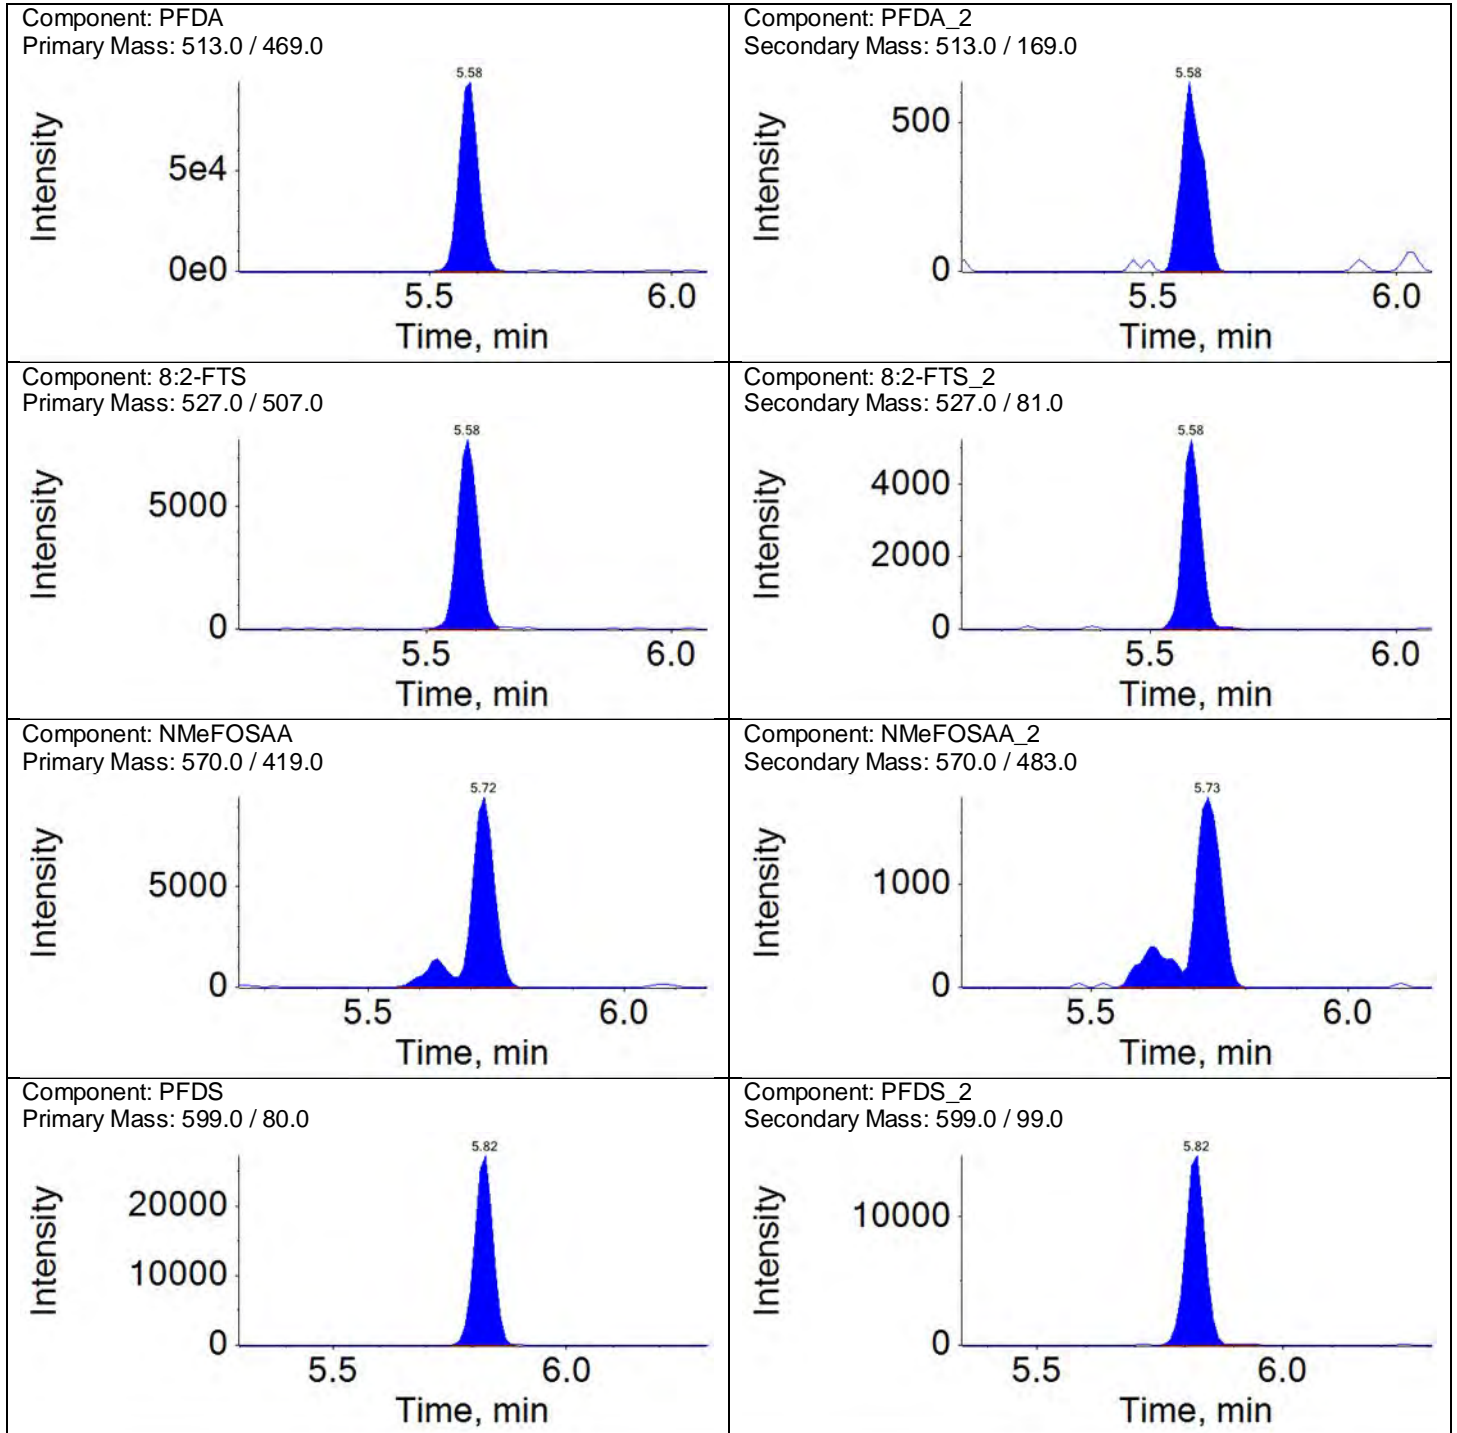 Component: PFDA
Primary Mass: 513.0 / 469.0
5.58
Intensity
5e4
0e0
5.5 6.0
Time, min
Component: PFDA_2
Secondary Mass: 513.0 / 169.0
5.58
Intensity
500
0
5.5 6.0
Time, min
Component: 8:2-FTS
Primary Mass: 527.0 / 507.0
5.58
Intensity
5000
0
5.5 6.0
Time, min
Component: 8:2-FTS_2
Secondary Mass: 527.0 / 81.0
5.58
Intensity
4000
2000
0
5.5 6.0
Time, min
Component: NMeFOSAA
Primary Mass: 570.0 / 419.0
5.72
Intensity
5000
0
5.5 6.0
Time, min
Component: NMeFOSAA_2
Secondary Mass: 570.0 / 483.0
5.73
Intensity
1000
0
5.5 6.0
Time, min
Component: PFDS
Primary Mass: 599.0 / 80.0
5.82
Intensity
20000
10000
0
5.5 6.0
Time, min
Component: PFDS_2
Secondary Mass: 599.0 / 99.0
5.82
Intensity
10000
0
5.5 6.0
Time, min